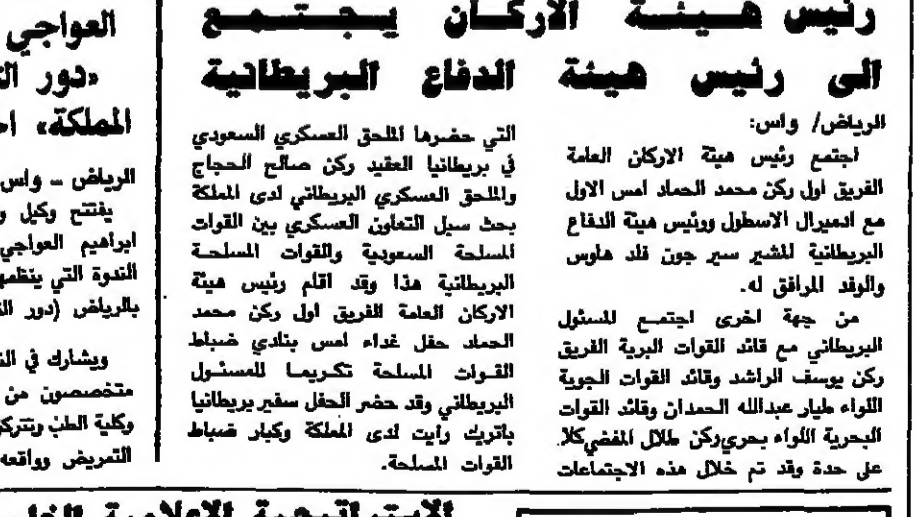 رئيس هيئة الاركان يجتمع
الى رئيس هيئة الدفاع البريطانية
الرياض/ واس:
اجتمع رئيس هيئة الاركان العامة
الفريق اول ركن محمد الحماد امس الاول
مع ادميرال الاسطول ورئيس هيئة الدفاع
البريطانية المشير سير جون فلد هاوس
والوفد المرافق له.
من جهة اخرى اجتمع المسئول
البريطاني مع قائد القوات البرية الفريق
ركن يوسف الراشد وقائد القوات الجوية
اللواء طيار عبدالله الحمدان وقائد القوات
البحرية اللواء بحري ركن طلال المفضي كلا
على حدة وقد تم خلال هذه الاجتماعات
التي حضرها الملحق العسكري السعودي
في بريطانيا العقيد ركن صالح الحجاج
والملحق العسكري البريطاني لدى المملكة
بحث سبل التعاون العسكري بين القوات
المسلحة السعودية والقوات المسلحة
البريطانية هذا وقد اقام رئيس هيئة
الاركان العامة الفريق اول ركن محمد
الحماد حفل غداء امس بنادي ضباط
القوات المسلحة تكريما للمسئول
البريطاني وقد حضر الحفل سفير بريطانيا
باتريك رايت لدى المملكة وكبار ضباط
القوات المسلحة.
العواجي
«دور
المملكة»
الرياض - واس
يفتتح وكيل
ابراهيم العواجي
الندوة التي ينظمها
بالرياض (دور
ويشارك في
متخصصون من
وكلية الطب وتتركز
التمريض وواقعه
الاستراتيجية الاعلامية